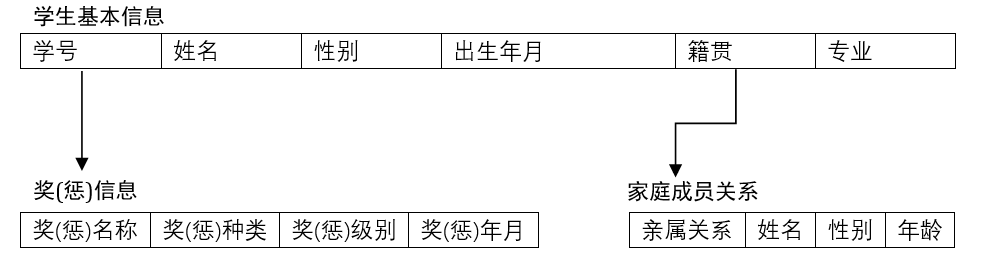 学生基本信息
学号 姓名 性别 出生年月 籍贯 专业
奖(惩)信息
奖(惩)名称 奖(惩)种类 奖(惩)级别 奖(惩)年月
家庭成员关系
亲属关系 姓名 性别 年龄